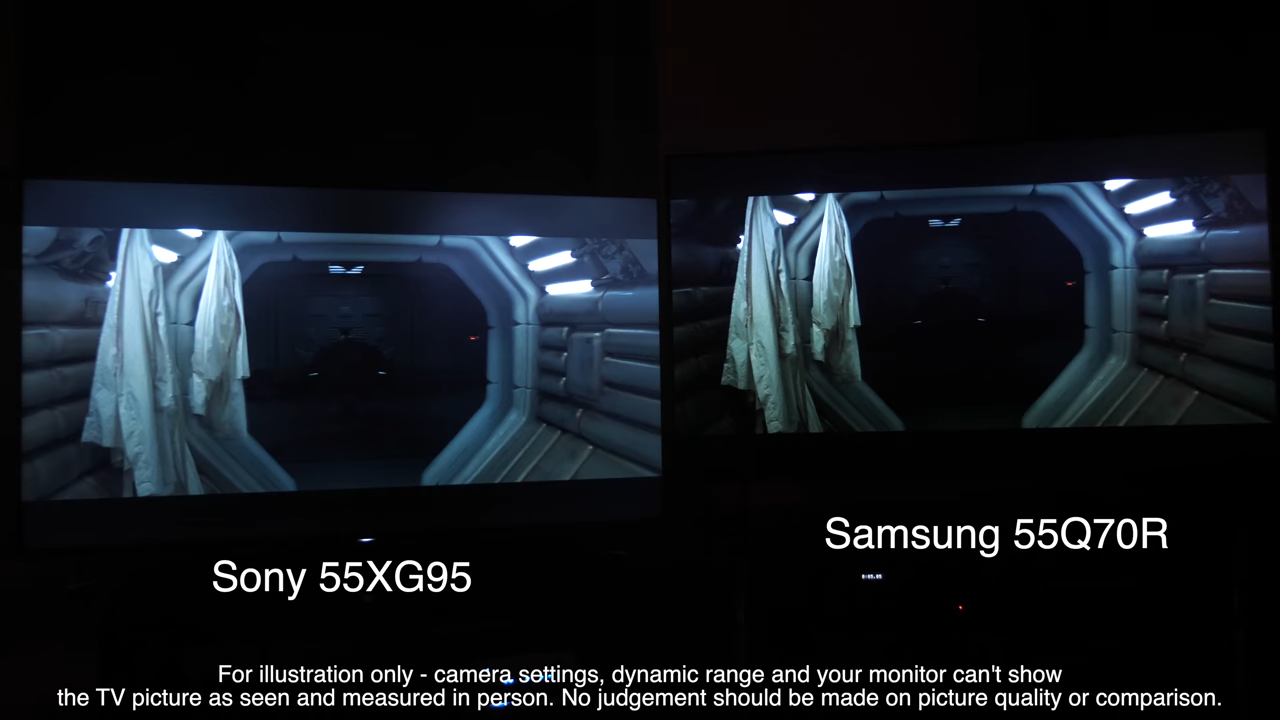 Samsung 55Q70R
Sony 55XG95
For illustration only - camera settings, dynamic range and your monitor can't show
the TV picture as seen and measured in person. No judgement should be made on picture quality or comparison.